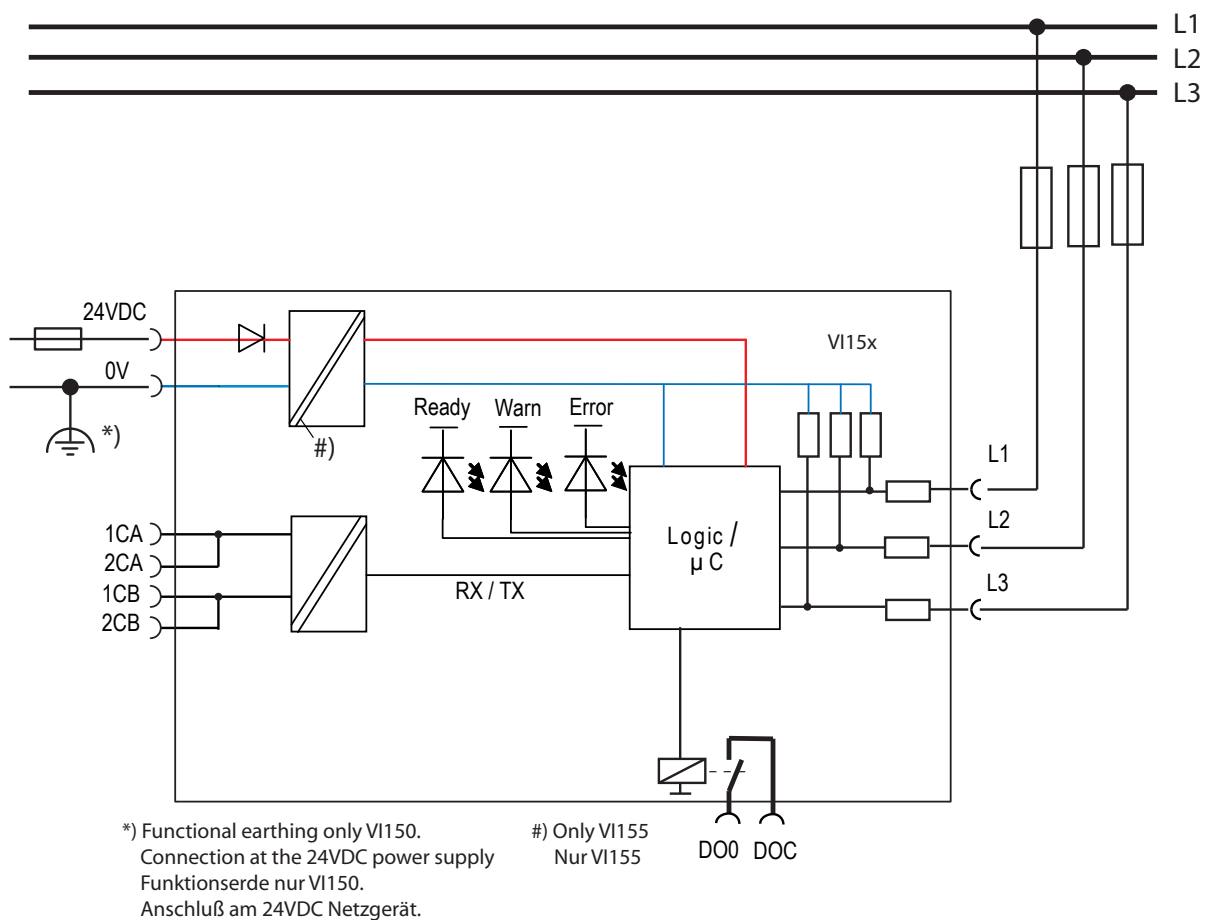 L1
L2
L3
24VDC
0V
*)
#)
VI15x
Ready
Warn
Error
L1
L2
L3
1CA
2CA
1CB
2CB
RX / TX
Logic /
µ C
DO0
DOC
*) Functional earthing only VI150.
Connection at the 24VDC power supply
Funktionserde nur VI150.
Anschluß am 24VDC Netzgerät.
#) Only VI155
Nur VI155